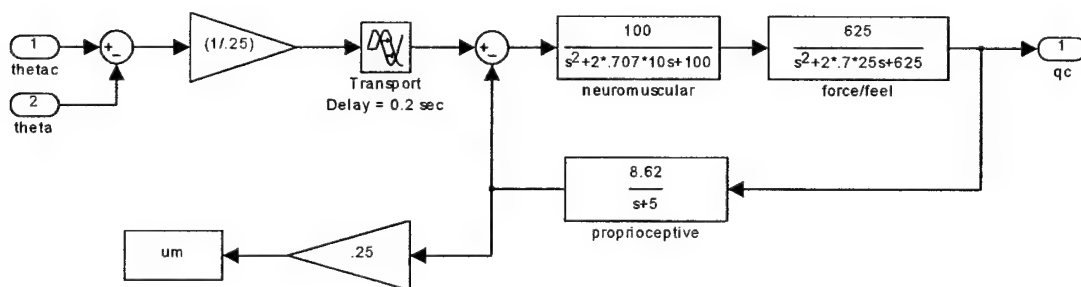 1
thetac
2
theta
+
−
(1/.25)
Transport
Delay = 0.2 sec
+
−
100
s²+2*.707*10s+100
neuromuscular
625
s²+2*.7*25s+625
force/feel
1
qc
8.62
s+5
proprioceptive
.25
um